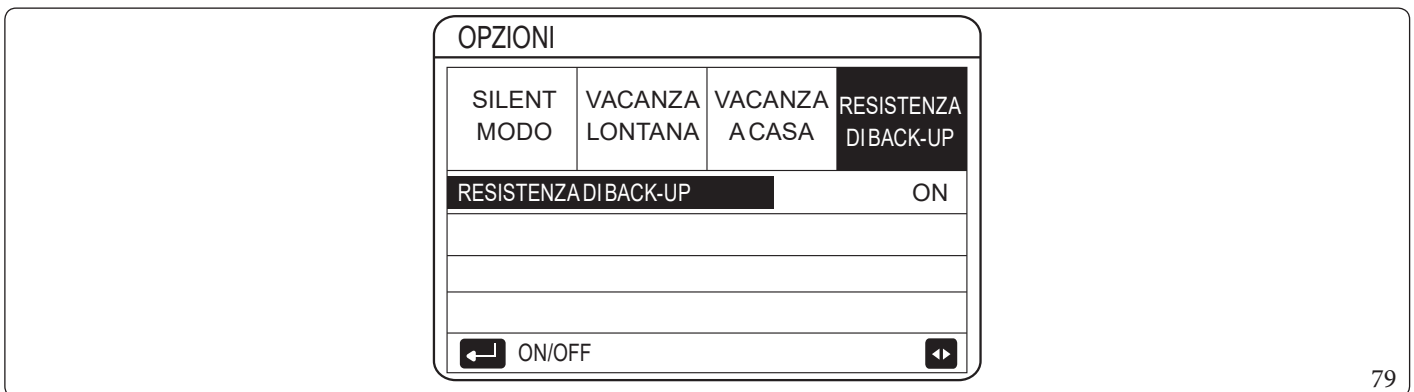 OPZIONI
SILENT MODO
VACANZA LONTANA
VACANZA A CASA
RESISTENZA DI BACK-UP
RESISTENZA DI BACK-UP ON
ON/OFF
79